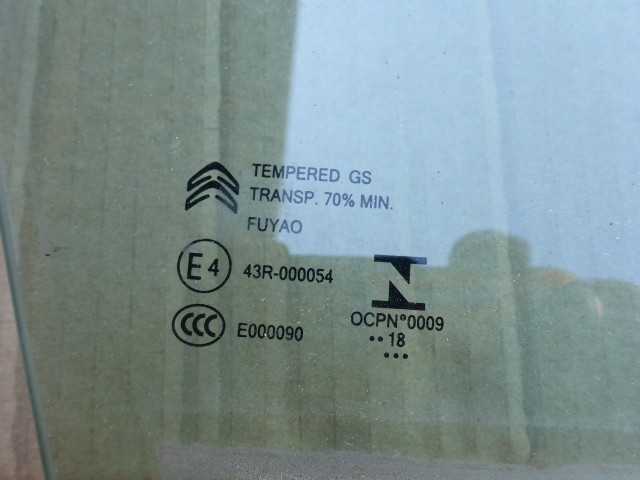 TEMPERED GS
TRANSP. 70% MIN.
FUYAO
E4 43R-000054
CCC E000090
OCPN°0009
••18
•••